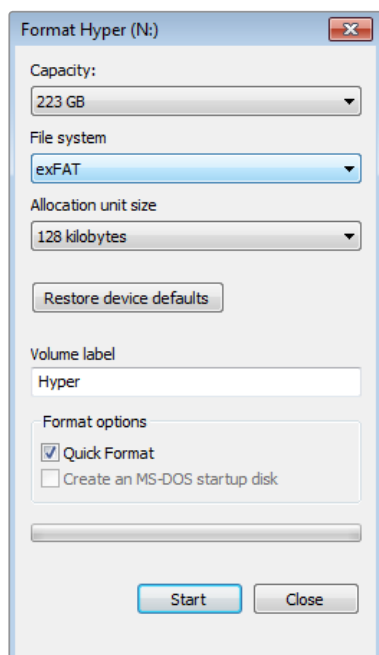 Format Hyper (N:)
Capacity:
223 GB
File system
exFAT
Allocation unit size
128 kilobytes
Restore device defaults
Volume label
Hyper
Format options
Quick Format
Create an MS-DOS startup disk
Start Close